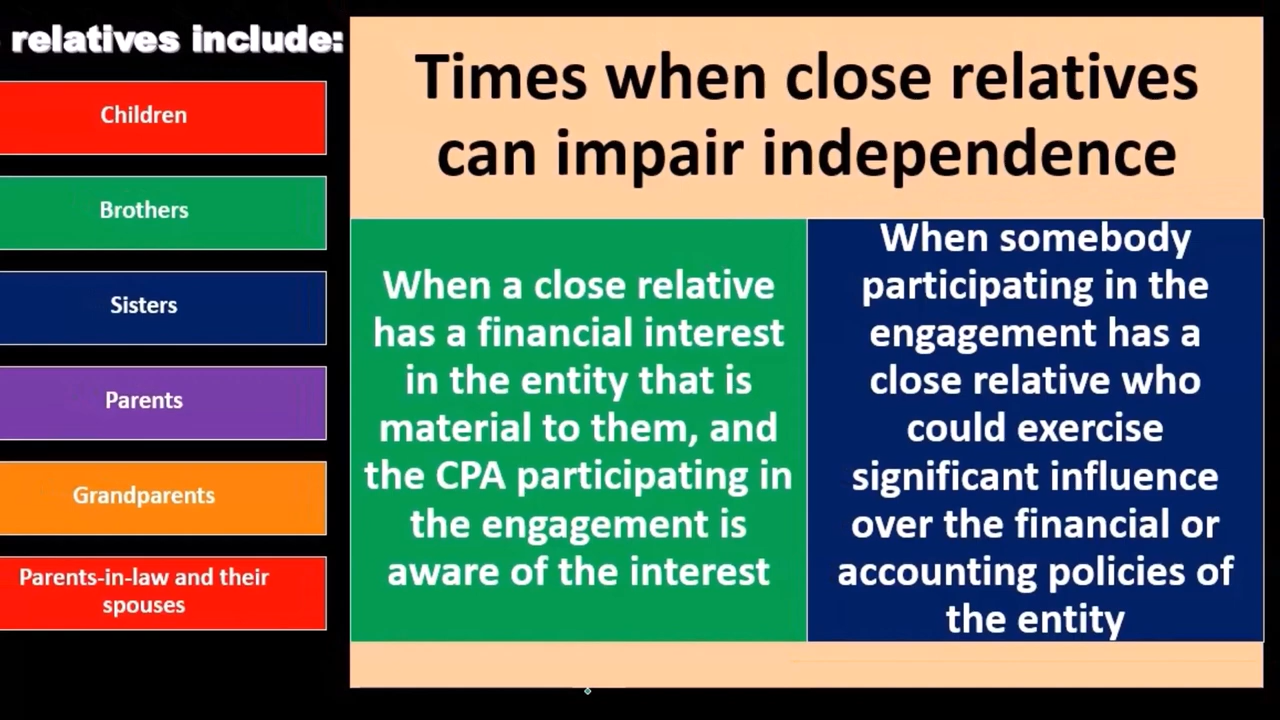 relatives include:
Children
Brothers
Sisters
Parents
Grandparents
Parents-in-law and their
spouses
Times when close relatives
can impair independence
When a close relative
has a financial interest
in the entity that is
material to them, and
the CPA participating in
the engagement is
aware of the interest
When somebody
participating in the
engagement has a
close relative who
could exercise
significant influence
over the financial or
accounting policies of
the entity